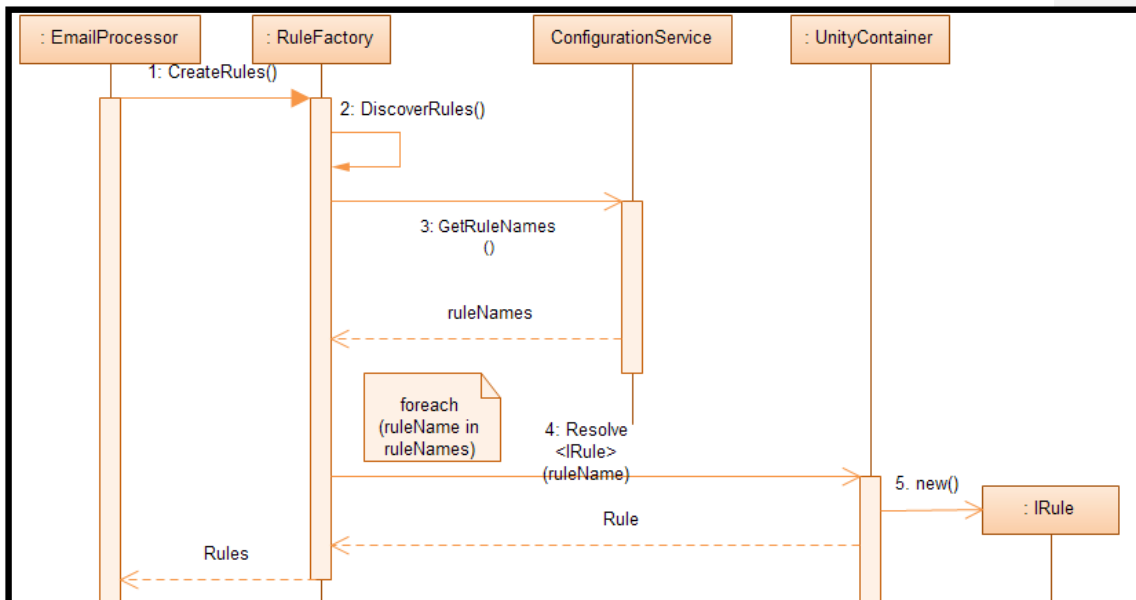 : EmailProcessor
: RuleFactory
ConfigurationService
: UnityContainer
1: CreateRules()
2: DiscoverRules()
3: GetRuleNames
()
ruleNames
foreach
(ruleName in
ruleNames)
4: Resolve
<IRule>
(ruleName)
5. new()
: IRule
Rule
Rules